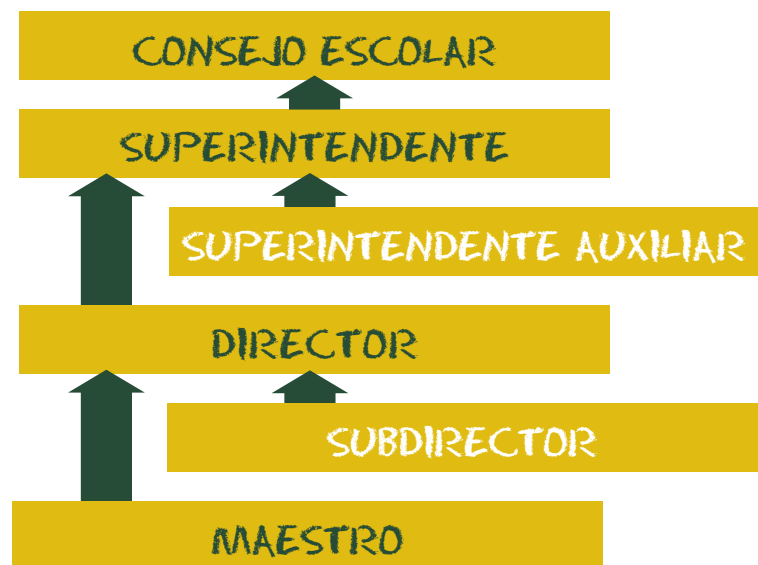 CONSEJO ESCOLAR
SUPERINTENDENTE
SUPERINTENDENTE AUXILIAR
DIRECTOR
SUBDIRECTOR
MAESTRO